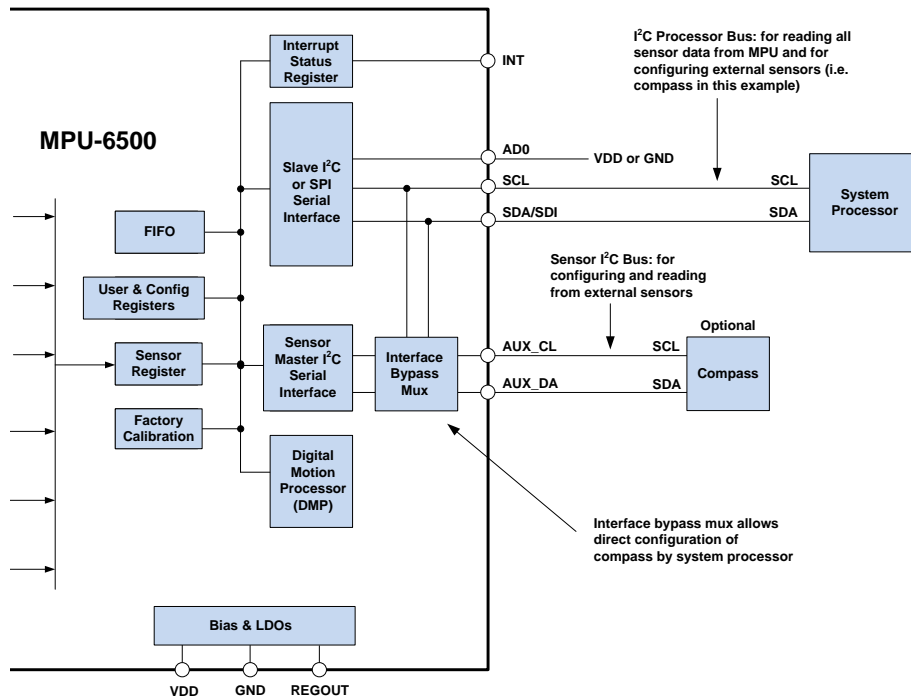 MPU-6500
Interrupt
Status
Register
INT
Slave I²C
or SPI
Serial
Interface
AD0
VDD or GND
SCL
SCL
SDA/SDI
SDA
I²C Processor Bus: for reading all
sensor data from MPU and for
configuring external sensors (i.e.
compass in this example)
System
Processor
FIFO
User & Config
Registers
Sensor
Register
Factory
Calibration
Sensor
Master I²C
Serial
Interface
Interface
Bypass
Mux
Digital
Motion
Processor
(DMP)
Sensor I²C Bus: for
configuring and reading
from external sensors
AUX_CL
SCL
AUX_DA
SDA
Optional
Compass
Interface bypass mux allows
direct configuration of
compass by system processor
Bias & LDOs
VDD
GND
REGOUT